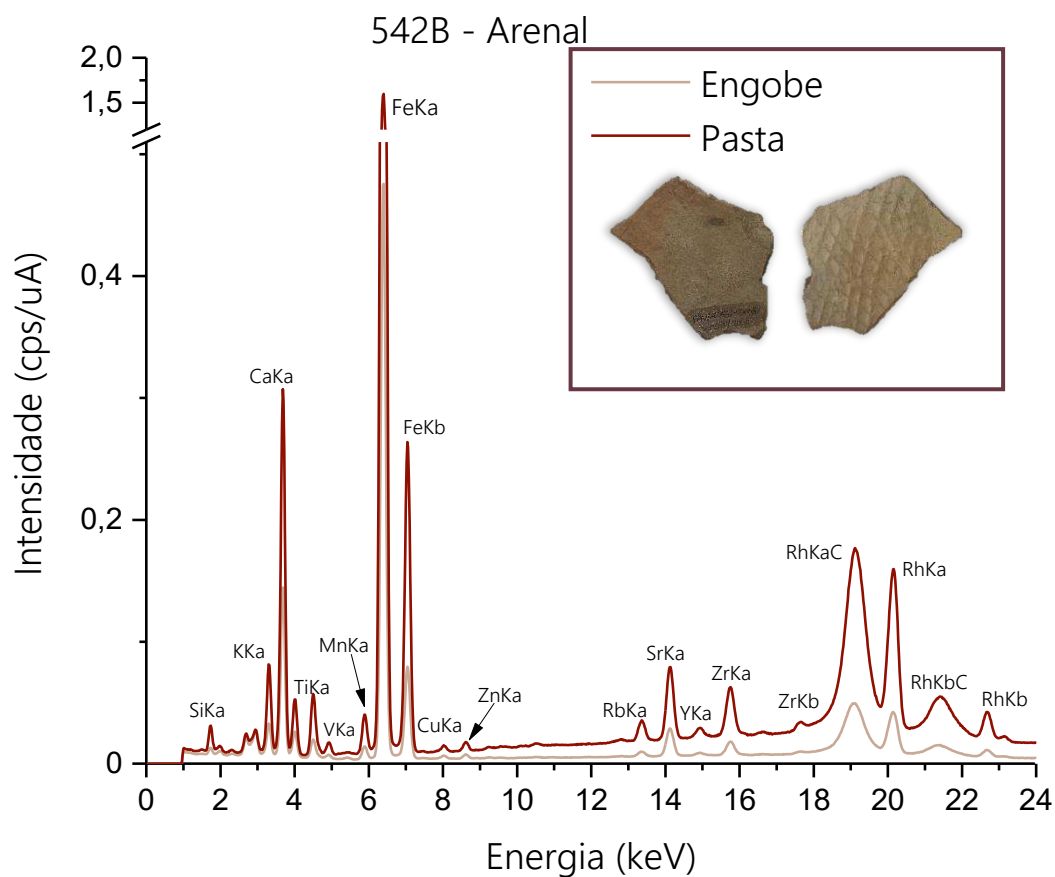 542B - Arenal
Engobe
Pasta
2,0
1,5
0,4
0,2
0
Intensidade (cps/uA)
FeKa
CaKa
FeKb
KKa
MnKa
TiKa
SiKa
VKa
CuKa
ZnKa
RhKaC
RhKa
SrKa
ZrKa
RbKa
YKa
ZrKb
RhKbC
RhKb
0 2 4 6 8 10 12 14 16 18 20 22 24
Energia (keV)